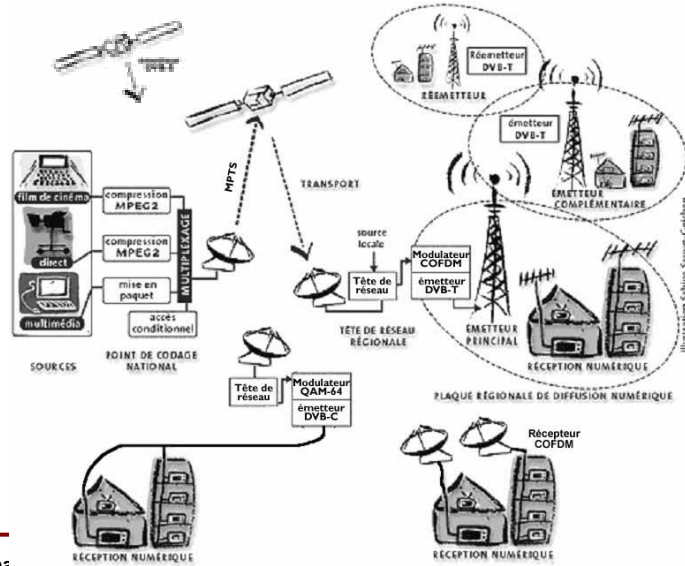 DVB-T
Réemetteur
DVB-T
RÉEMETTEUR
émetteur
DVB-T
ÉMETTEUR
COMPLÉMENTAIRE
MPTS
TRANSPORT
film de cinéma
compression
MPEG2
direct
compression
MPEG2
multimédia
mise en
paquet
MULTIPLEXAGE
accès
conditionnel
SOURCES
POINT DE CODAGE
NATIONAL
source
locale
Tête de
réseau
Modulateur
COFDM
émetteur
DVB-T
TÊTE DE RÉSEAU
RÉGIONALE
ÉMETTEUR
PRINCIPAL
RÉCEPTION NUMÉRIQUE
PLAQUE RÉGIONALE DE DIFFUSION NUMÉRIQUE
Tête de
réseau
Modulateur
QAM-64
émetteur
DVB-C
RÉCEPTION NUMÉRIQUE
Récepteur
COFDM
RÉCEPTION NUMÉRIQUE